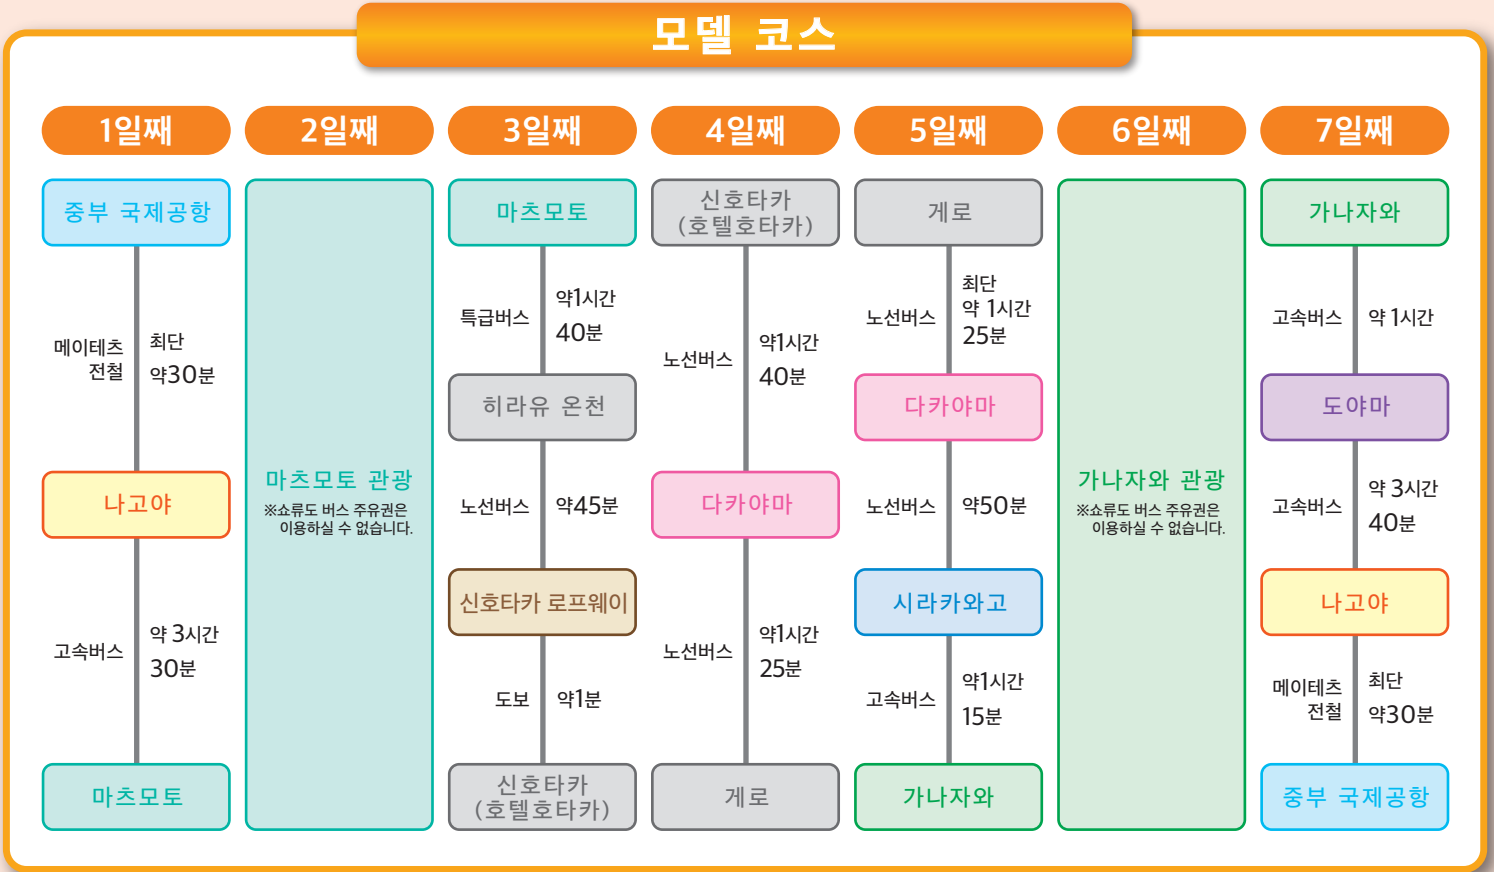 모델 코스
1일째
중부 국제공항
메이테츠
전철
최단
약30분
나고야
고속버스
약 3시간
30분
마츠모토
2일째
마츠모토 관광
※쇼류도 버스 주유권은
이용하실 수 없습니다.
3일째
마츠모토
특급버스
약1시간
40분
히라유 온천
노선버스
약45분
신호타카 로프웨이
도보
약1분
신호타카
(호텔호타카)
4일째
신호타카
(호텔호타카)
노선버스
약1시간
40분
다카야마
노선버스
약1시간
25분
게로
5일째
게로
노선버스
최단
약 1시간
25분
다카야마
노선버스
약50분
시라카와고
고속버스
약1시간
15분
가나자와
6일째
가나자와 관광
※쇼류도 버스 주유권은
이용하실 수 없습니다.
7일째
가나자와
고속버스
약 1시간
도야마
고속버스
약 3시간
40분
나고야
메이테츠
전철
최단
약30분
중부 국제공항